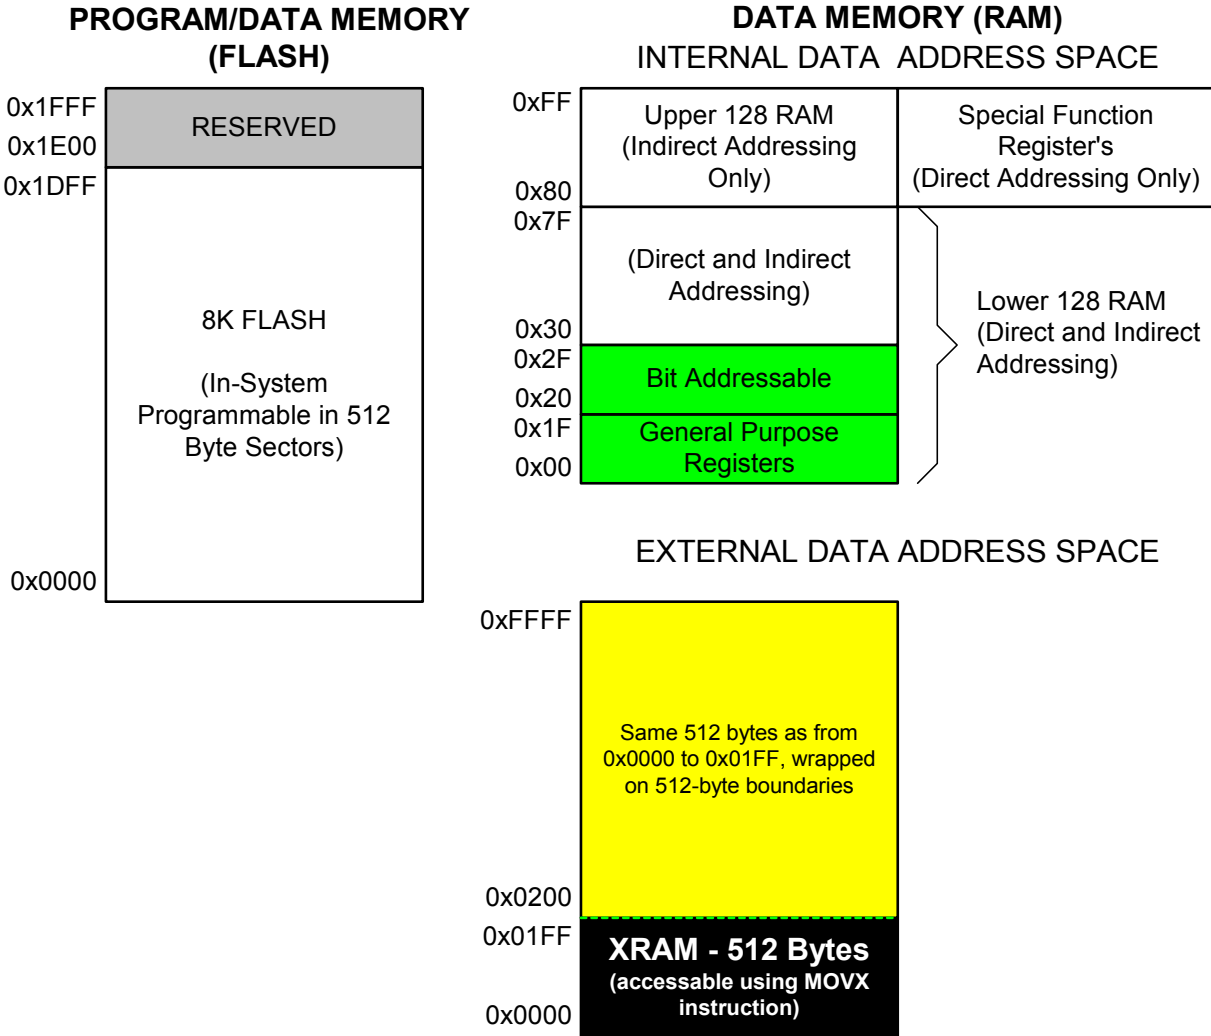 PROGRAM/DATA MEMORY
(FLASH)
0x1FFF
RESERVED
0x1E00
0x1DFF
8K FLASH
(In-System
Programmable in 512
Byte Sectors)
0x0000
DATA MEMORY (RAM)
INTERNAL DATA ADDRESS SPACE
0xFF
Upper 128 RAM
(Indirect Addressing
Only)
0x80
Special Function
Register's
(Direct Addressing Only)
0x7F
(Direct and Indirect
Addressing)
0x30
0x2F
Bit Addressable
0x20
0x1F
General Purpose
Registers
0x00
Lower 128 RAM
(Direct and Indirect
Addressing)
EXTERNAL DATA ADDRESS SPACE
0xFFFF
Same 512 bytes as from
0x0000 to 0x01FF, wrapped
on 512-byte boundaries
0x0200
0x01FF
XRAM - 512 Bytes
(accessable using MOVX
instruction)
0x0000